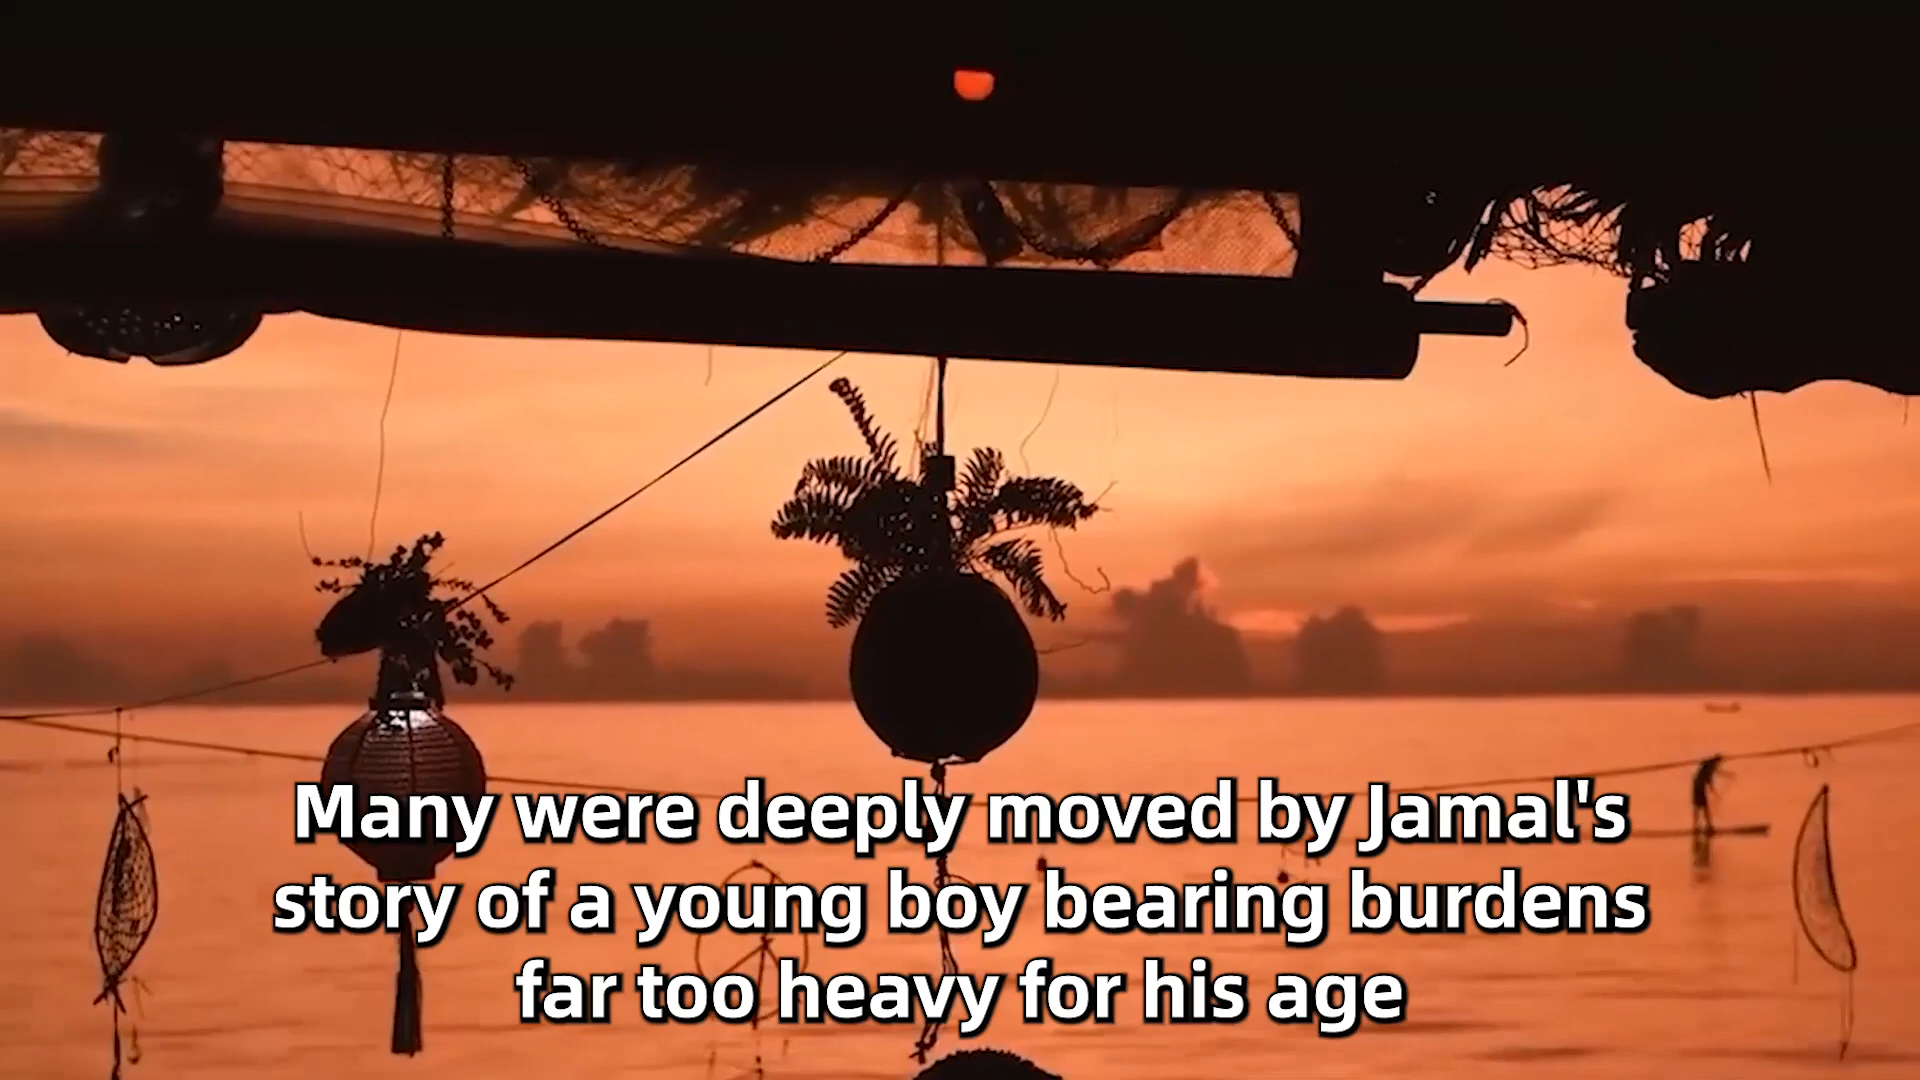 Many were deeply moved by Jamal's
story of a young boy bearing burdens
far too heavy for his age